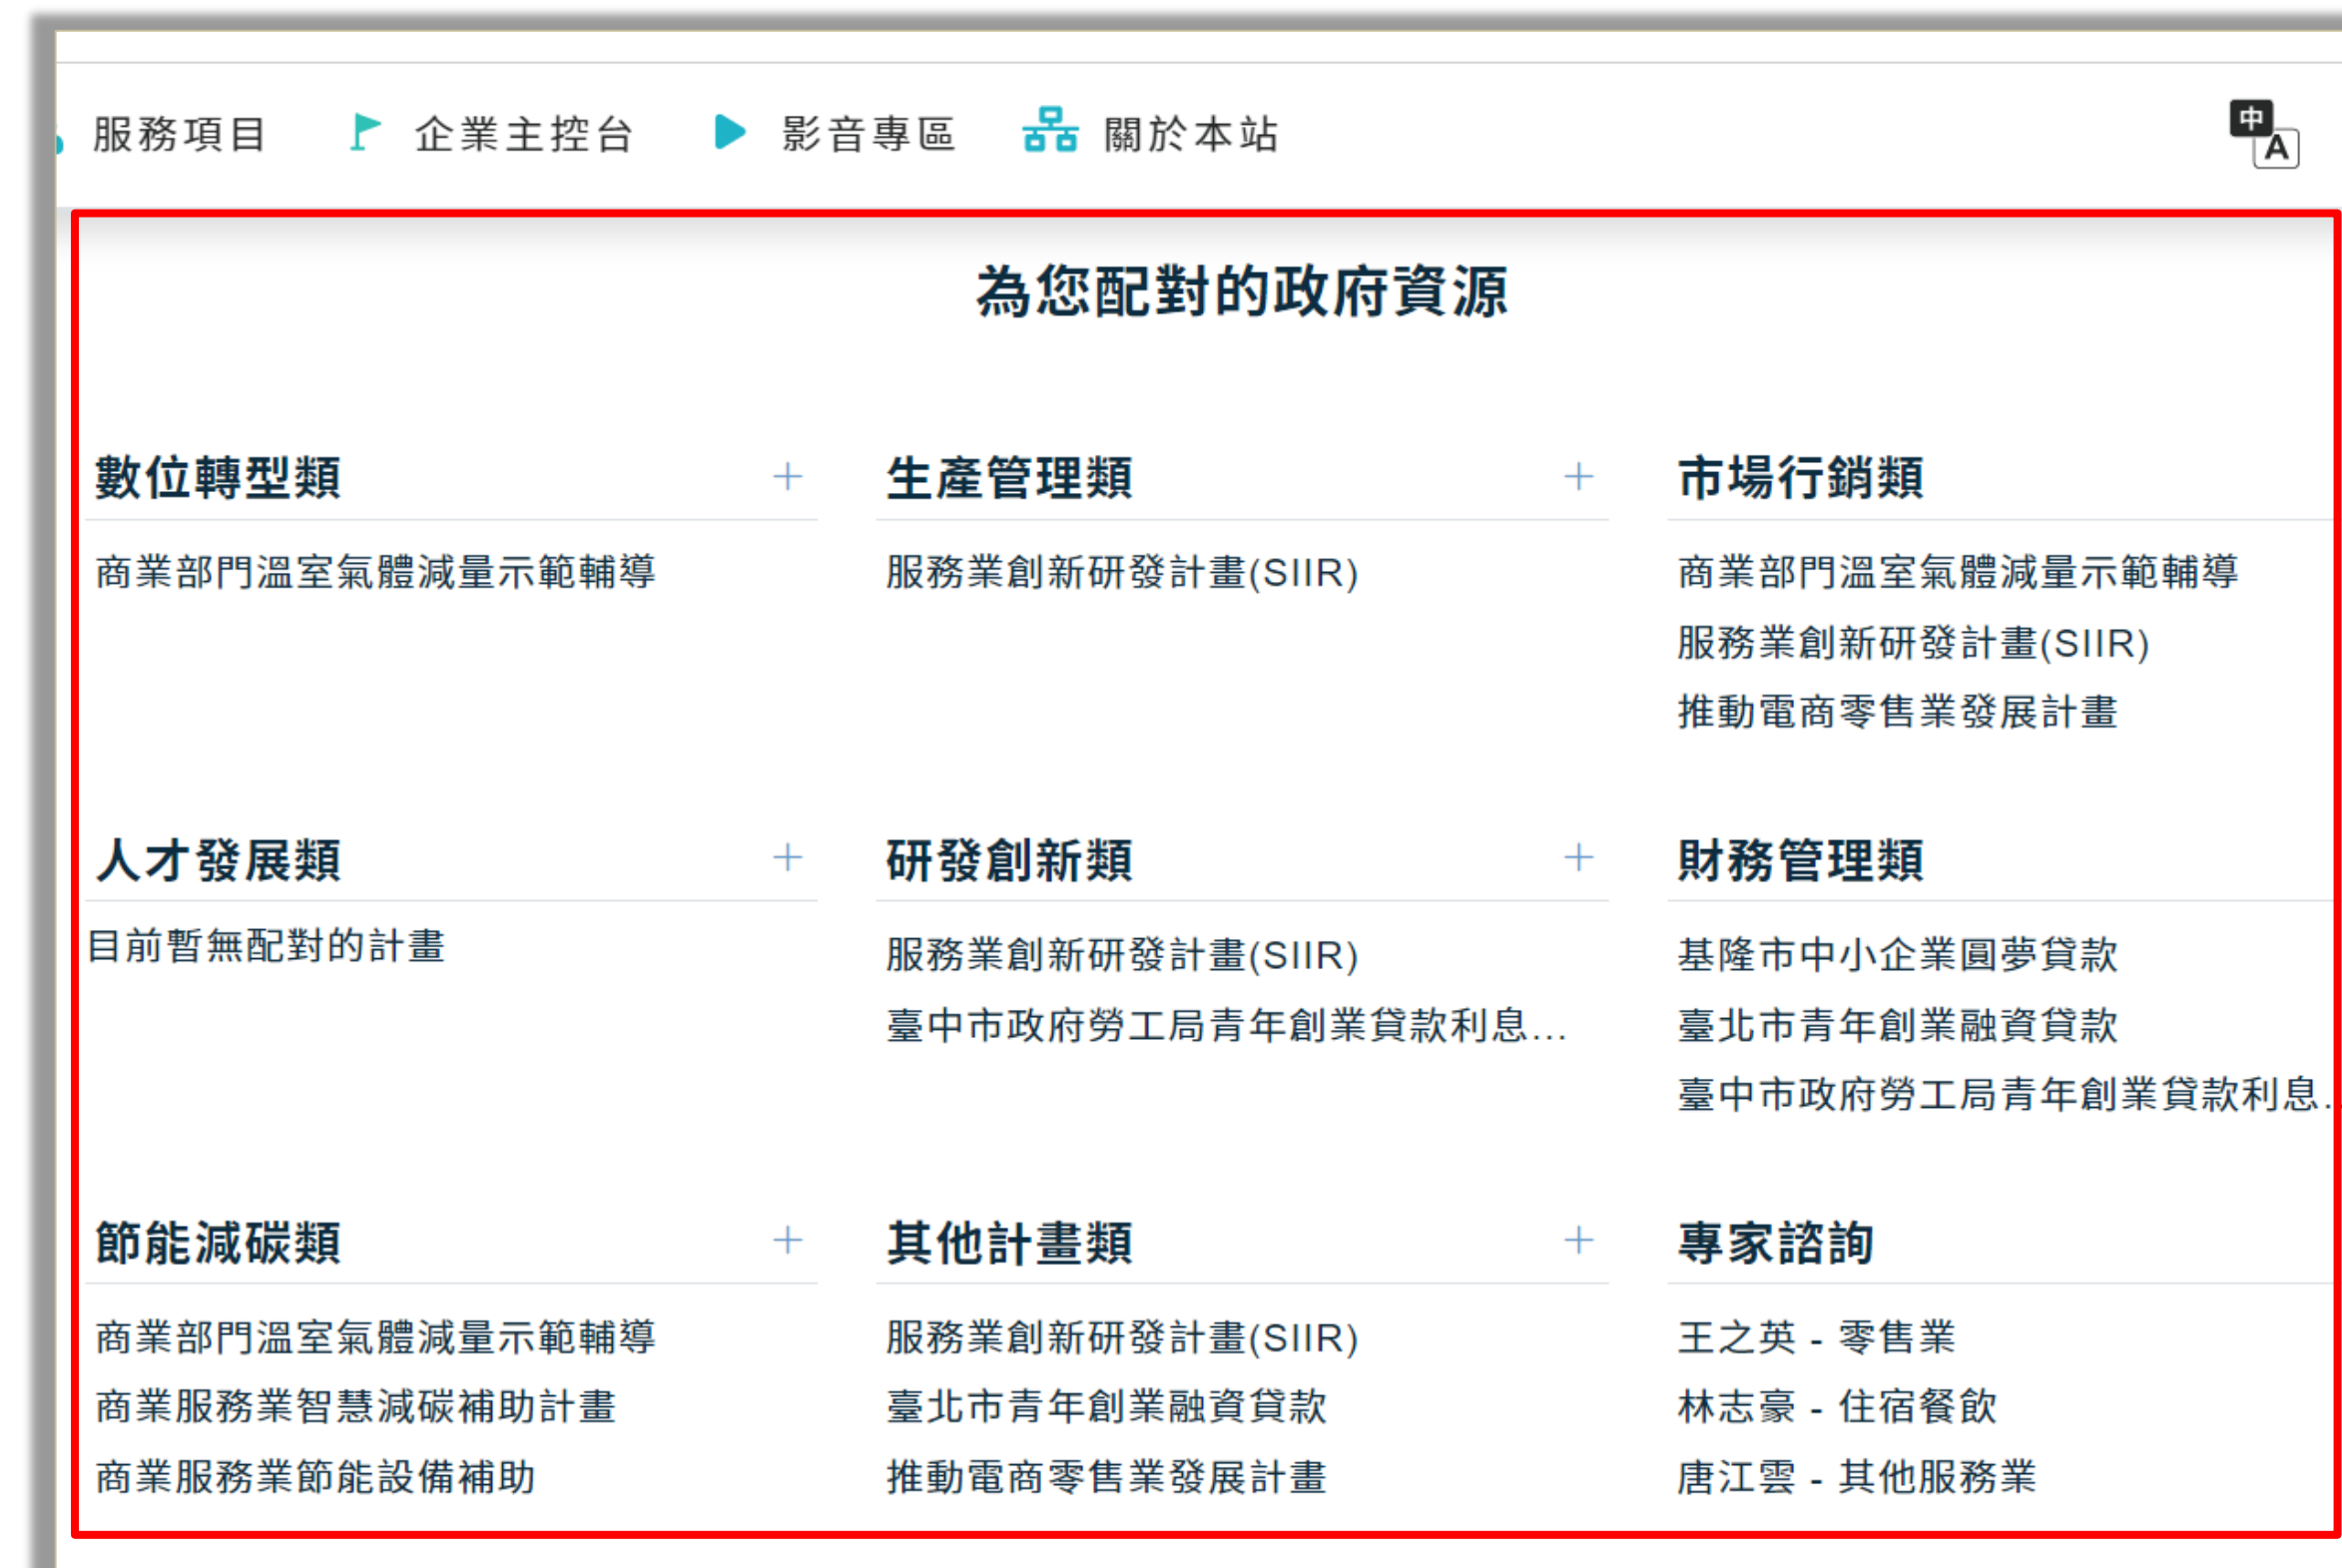 服務項目 企業主控台 影音專區 關於本站 中 A
為您配對的政府資源
數位轉型類 +
商業部門溫室氣體減量示範輔導
生產管理類 +
服務業創新研發計畫(SIIR)
市場行銷類
商業部門溫室氣體減量示範輔導
服務業創新研發計畫(SIIR)
推動電商零售業發展計畫
人才發展類 +
目前暫無配對的計畫
研發創新類 +
服務業創新研發計畫(SIIR)
臺中市政府勞工局青年創業貸款利息...
財務管理類
基隆市中小企業圓夢貸款
臺北市青年創業融資貸款
臺中市政府勞工局青年創業貸款利息..
節能減碳類 +
商業部門溫室氣體減量示範輔導
商業服務業智慧減碳補助計畫
商業服務業節能設備補助
其他計畫類 +
服務業創新研發計畫(SIIR)
臺北市青年創業融資貸款
推動電商零售業發展計畫
專家諮詢
王之英 - 零售業
林志豪 - 住宿餐飲
唐江雲 - 其他服務業